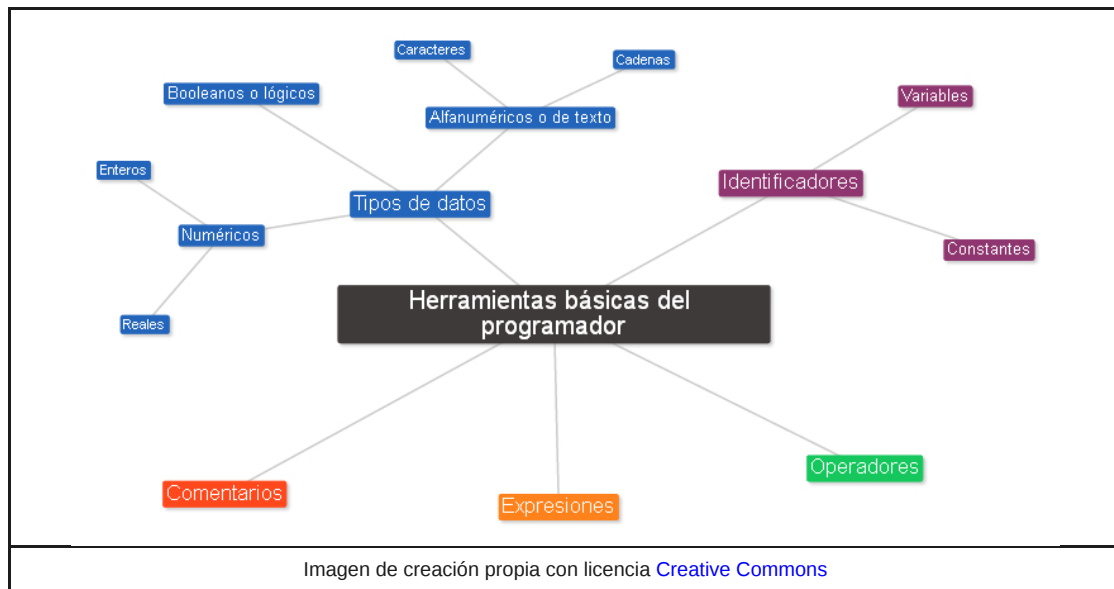 Caracteres
Cadenas
Booleanos o lógicos
Variables
Alfanuméricos o de texto
Enteros
Identificadores
Tipos de datos
Numéricos
Constantes
Herramientas básicas del
programador
Reales
Operadores
Comentarios
Expresiones
Imagen de creación propia con licencia Creative Commons